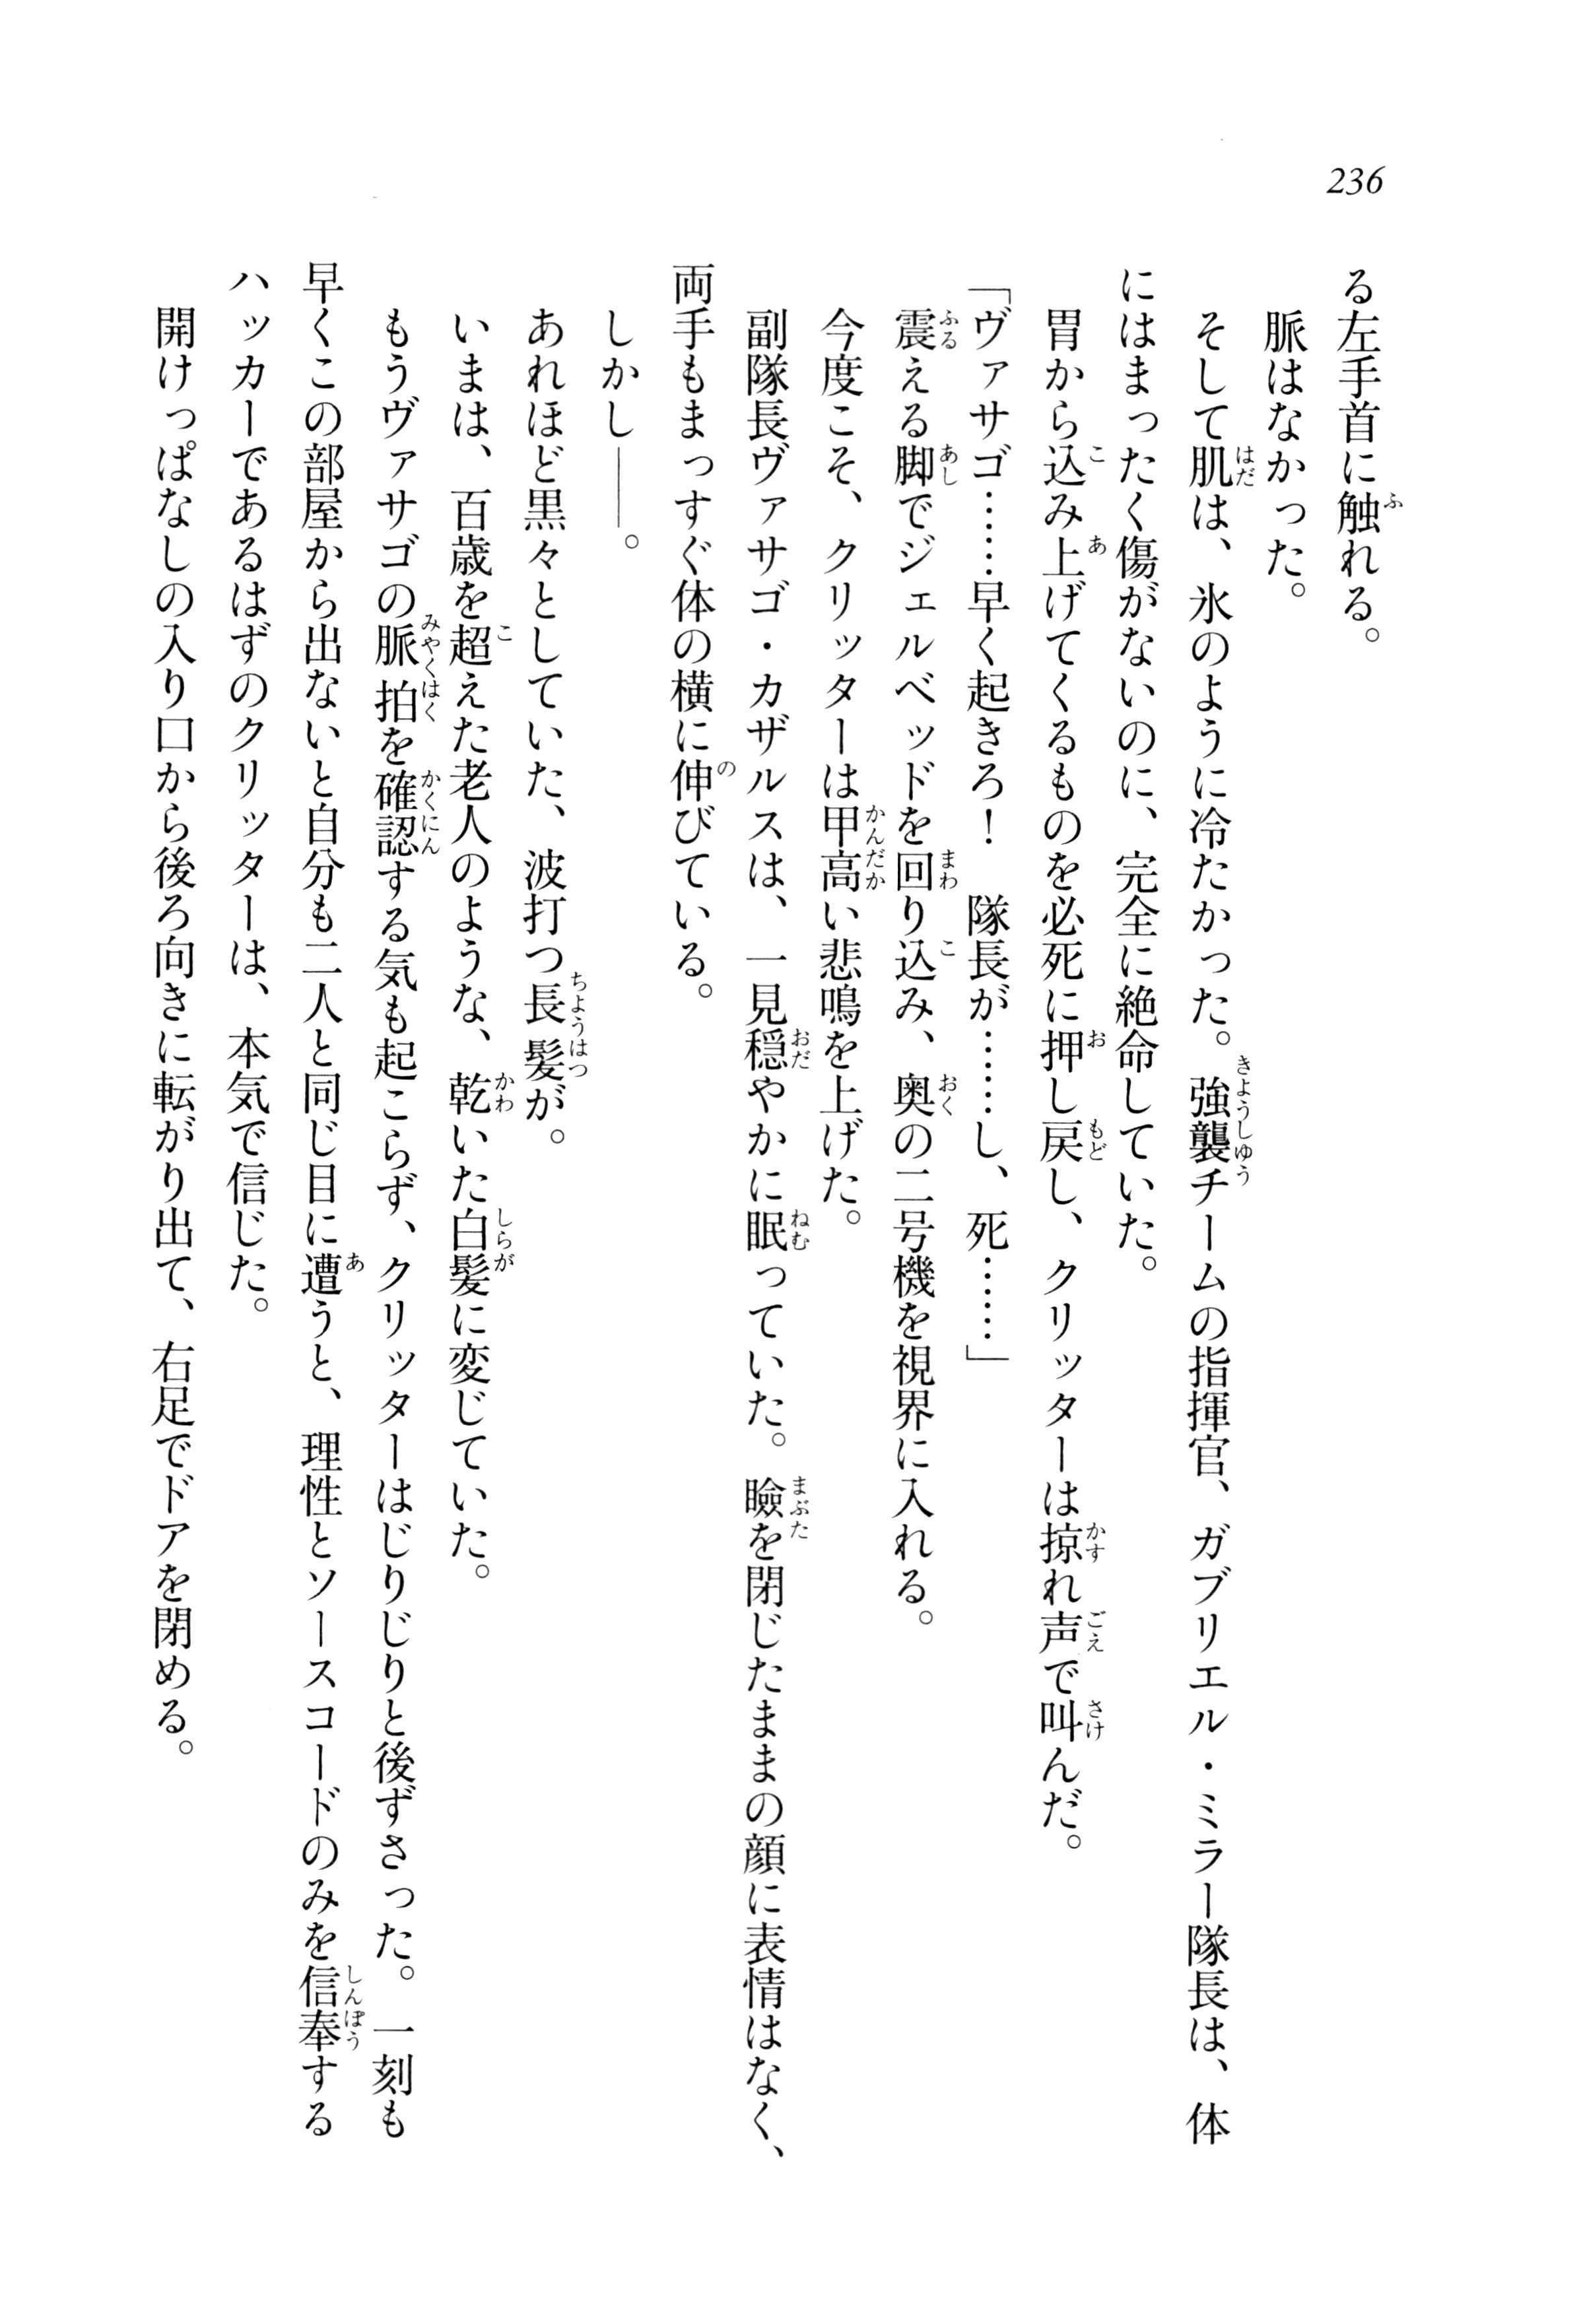 236
る左手首に触れる。
脈はなかった。
そして肌は、氷のように冷たかった。強襲チームの指揮官、ガブリエル・ミラー隊長は、体
にはまったく傷がないのに、完全に絶命していた。
胃から込み上げてくるものを必死に押し戻し、クリッターは掠れ声で叫んだ。
「ヴァサゴ……早く起きろ！　隊長が……し、死……」
震える脚でジェルベッドを回り込み、奥の二号機を視界に入れる。
今度こそ、クリッターは甲高い悲鳴を上げた。
副隊長ヴァサゴ・カザルスは、一見穏やかに眠っていた。瞼を閉じたままの顔に表情はなく、
両手もまっすぐ体の横に伸びている。
しかし――。
あれほど黒々としていた、波打つ長髪が。
いまは、百歳を超えた老人のような、乾いた白髪に変じていた。
もうヴァサゴの脈拍を確認する気も起こらず、クリッターはじりじりと後ずさった。一刻も
早くこの部屋から出ないと自分も二人と同じ目に遭うと、理性とソースコードのみを信奉する
ハッカーであるはずのクリッターは、本気で信じた。
開けっぱなしの入り口から後ろ向きに転がり出て、右足でドアを閉める。